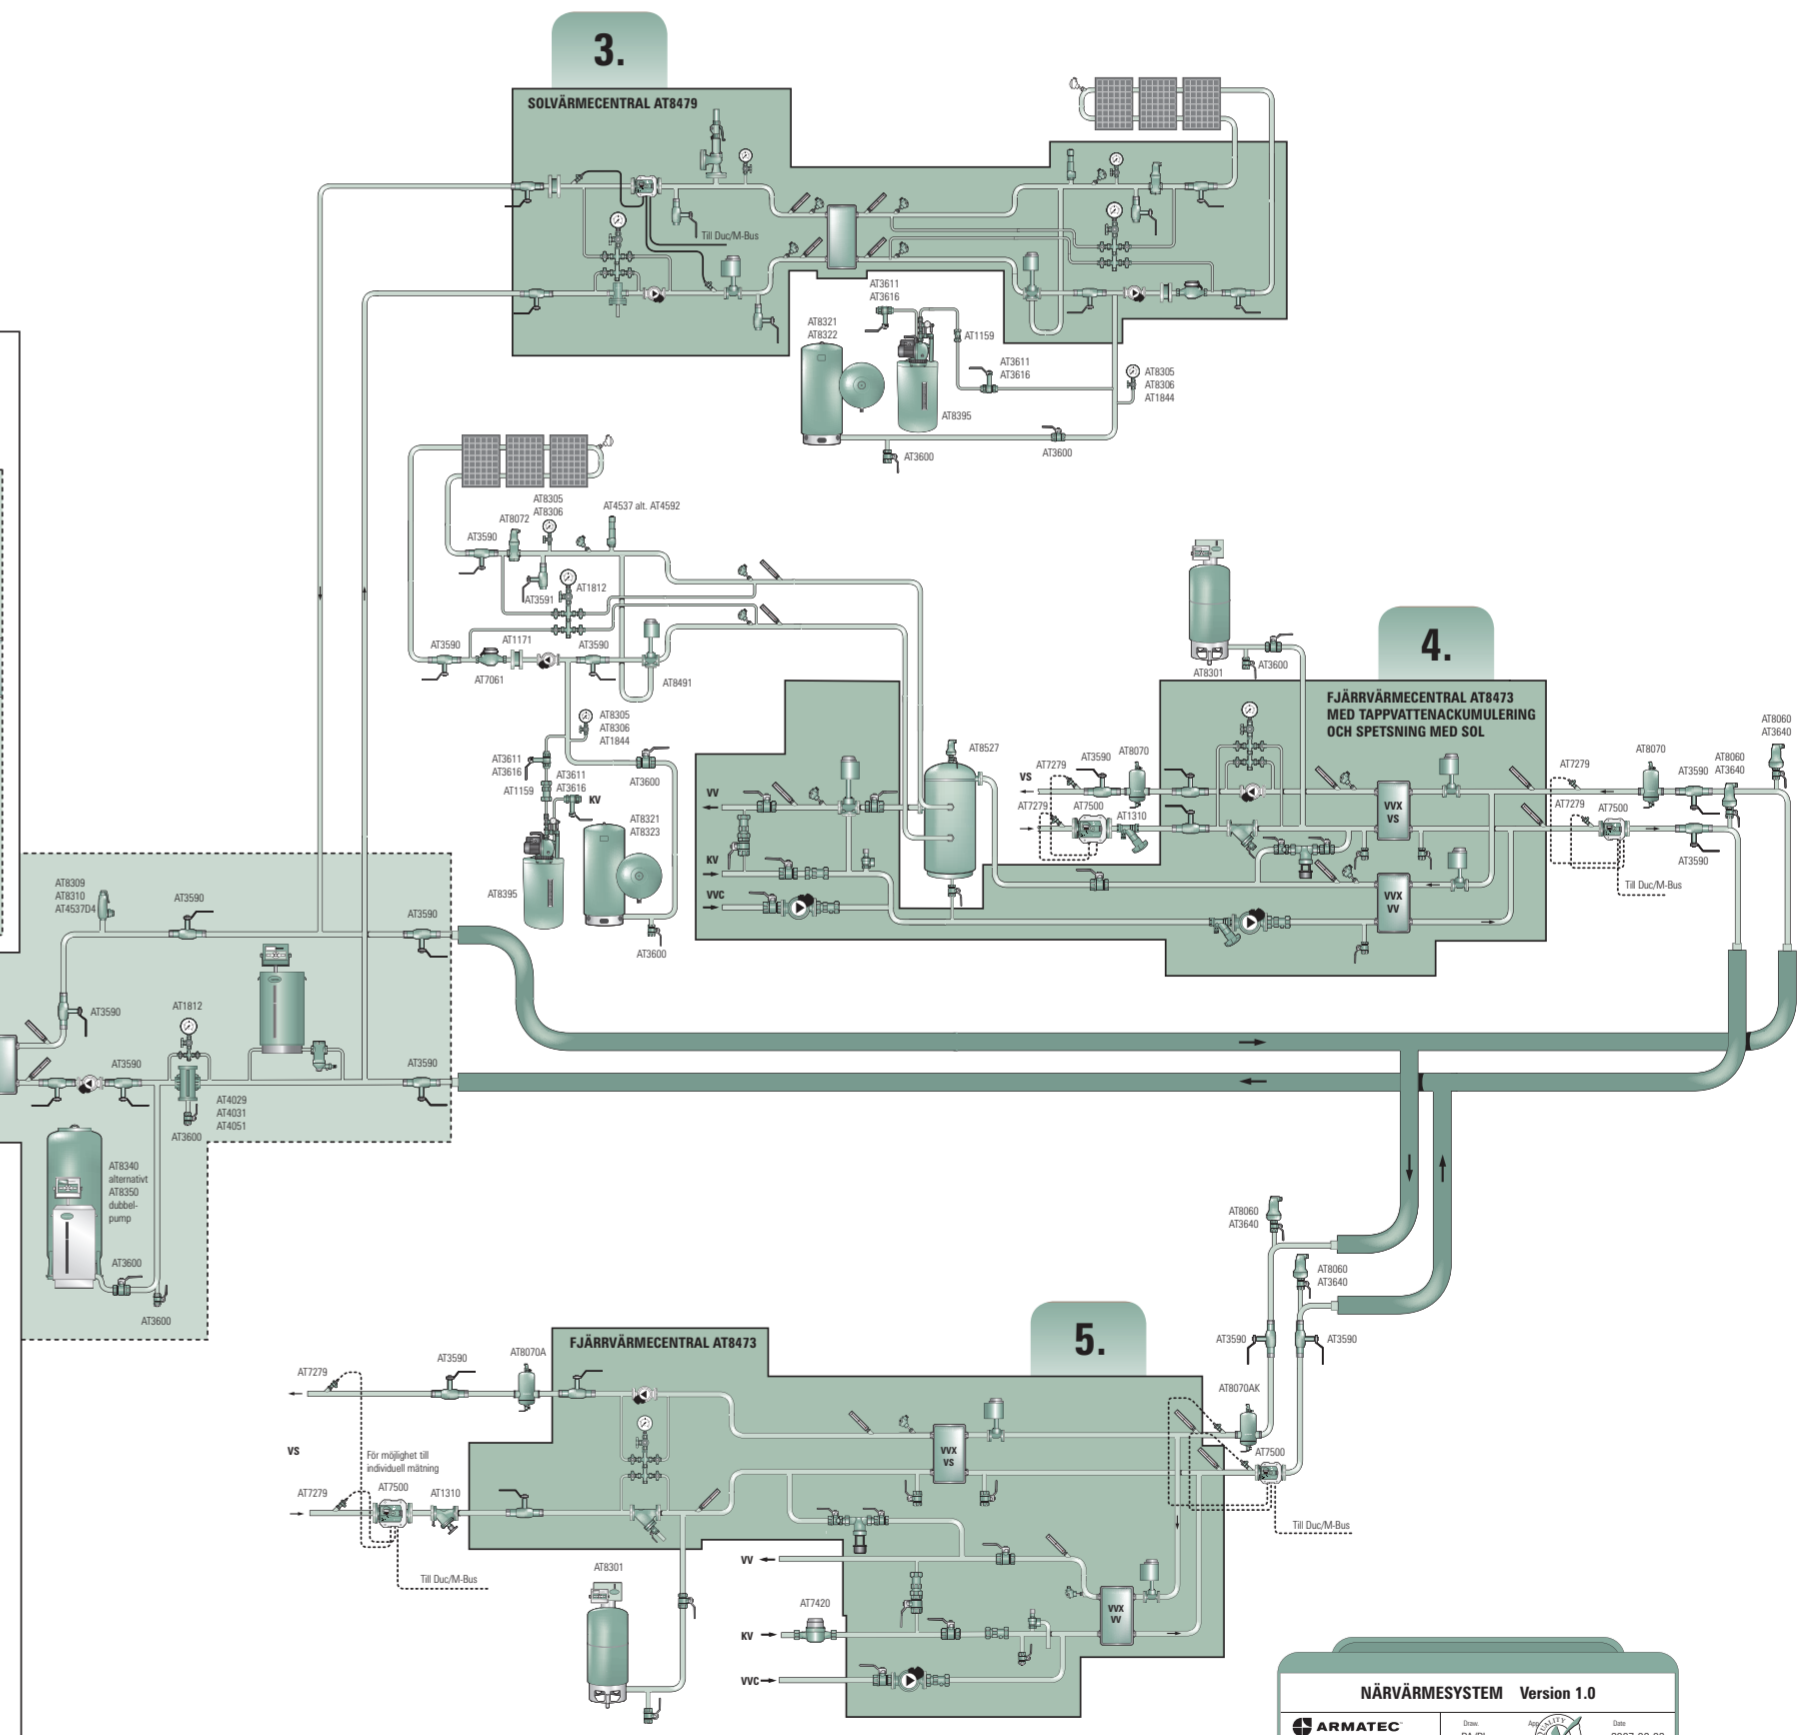 3.
SOLVÄRMECENTRAL AT8479
Till Duc/M-Bus
AT3611
AT3616
AT8321
AT8322
AT1159
AT3611
AT3616
AT8305
AT8306
AT1844
AT8395
AT3600
AT3600
AT8305
AT8306
AT4537 alt. AT4592
AT8072
AT3590
AT3591
AT1812
AT3590
AT1171
AT3590
AT7061
AT8491
AT8305
AT8306
AT1844
AT3611
AT3616
AT1159
AT3611
AT3616
KV
AT3600
AT8321
AT8323
AT8395
AT3600
4.
AT8301
AT3600
FJÄRRVÄRMECENTRAL AT8473
MED TAPPVATTENACKUMULERING
OCH SPETSNING MED SOL
AT8527
VS
AT7279
AT3590
AT8070
AT7279
AT7500
AT1310
VV
KV
VVC
VVX
VS
VVX
VV
AT7279
AT8070
AT3590
AT8060
AT3640
AT8060
AT3640
AT7279
AT7500
AT3590
Till Duc/M-Bus
AT8309
AT8310
AT4537D4
AT3590
AT3590
AT3590
AT1812
AT3590
AT3590
AT4029
AT4031
AT4051
AT3600
AT8340
alternativt
AT8350
dubbel-
pump
AT3600
AT3600
AT8060
AT3640
AT8060
AT3640
AT3590
AT3590
5.
FJÄRRVÄRMECENTRAL AT8473
AT7279
AT3590
AT8070A
AT8070AK
AT7500
VS
För möjlighet till
individuell mätning
AT7279
AT7500
AT1310
VVX
VS
Till Duc/M-Bus
Till Duc/M-Bus
AT8301
VV
AT7420
KV
VVC
VVX
VV
NÄRVÄRMESYSTEM Version 1.0
ARMATEC
Draw.
App.
Date